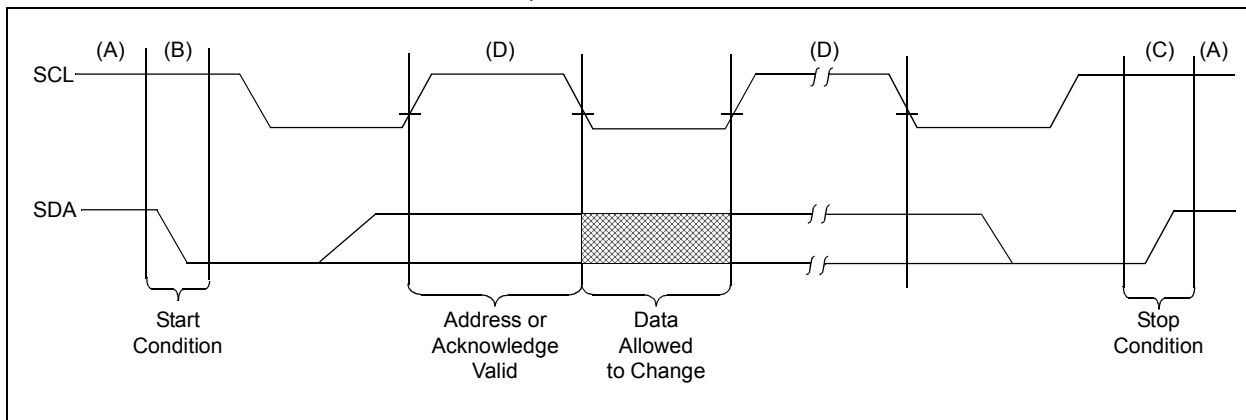 (A) (B) (D) (D) (C) (A)
SCL
SDA
Start
Condition
Address or
Acknowledge
Valid
Data
Allowed
to Change
Stop
Condition